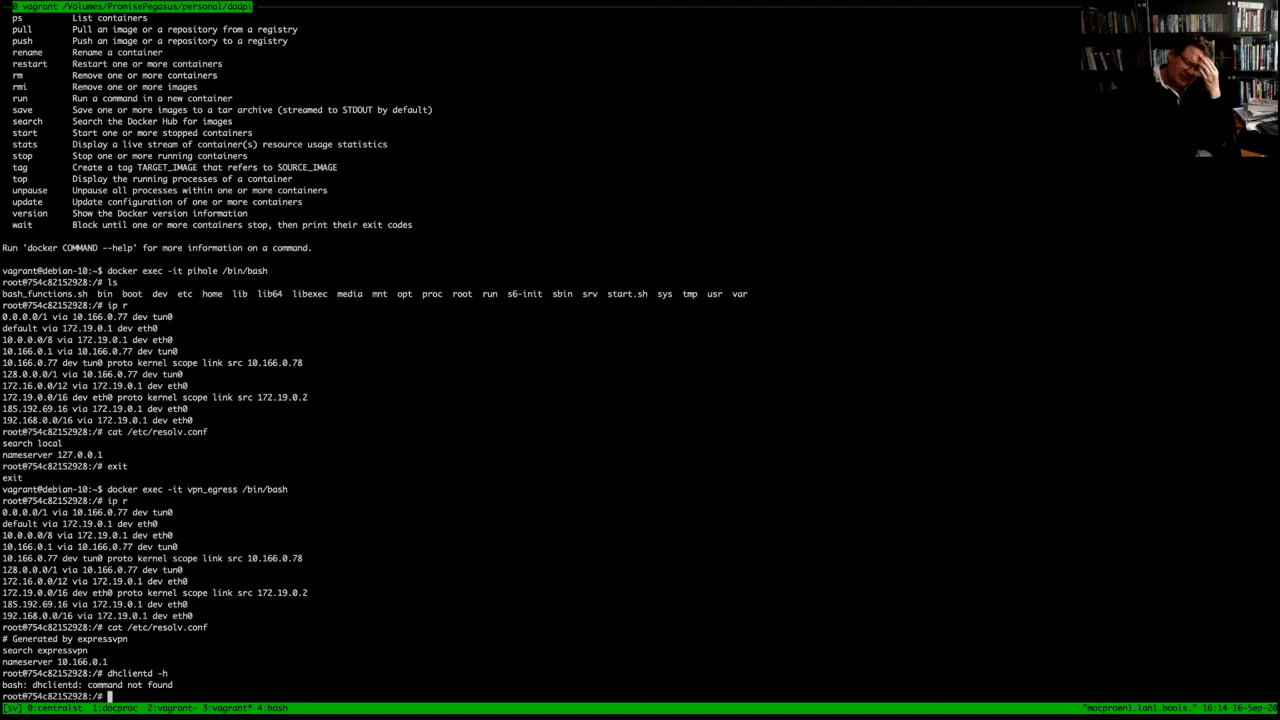 0 vagrant /Volumes/PromisePegasus/personal/dadpi
ps List containers
pull Pull an image or a repository from a registry
push Push an image or a repository to a registry
rename Rename a container
restart Restart one or more containers
rm Remove one or more containers
rmi Remove one or more images
run Run a command in a new container
save Save one or more images to a tar archive (streamed to STDOUT by default)
search Search the Docker Hub for images
start Start one or more stopped containers
stats Display a live stream of container(s) resource usage statistics
stop Stop one or more running containers
tag Create a tag TARGET_IMAGE that refers to SOURCE_IMAGE
top Display the running processes of a container
unpause Unpause all processes within one or more containers
update Update configuration of one or more containers
version Show the Docker version information
wait Block until one or more containers stop, then print their exit codes
Run 'docker COMMAND --help' for more information on a command.
vagrant@debian-10:~$ docker exec -it pihole /bin/bash
root@754c82152928:/# ls
bash_functions.sh bin boot dev etc home lib lib64 libexec media mnt opt proc root run s6-init sbin srv start.sh sys tmp usr var
root@754c82152928:/# ip r
0.0.0.0/1 via 10.166.0.77 dev tun0
default via 172.19.0.1 dev eth0
10.0.0.0/8 via 172.19.0.1 dev eth0
10.166.0.1 via 10.166.0.77 dev tun0
10.166.0.77 dev tun0 proto kernel scope link src 10.166.0.78
128.0.0.0/1 via 10.166.0.77 dev tun0
172.16.0.0/12 via 172.19.0.1 dev eth0
172.19.0.0/16 dev eth0 proto kernel scope link src 172.19.0.2
185.192.69.16 via 172.19.0.1 dev eth0
192.168.0.0/16 via 172.19.0.1 dev eth0
root@754c82152928:/# cat /etc/resolv.conf
search local
nameserver 127.0.0.1
root@754c82152928:/# exit
exit
vagrant@debian-10:~$ docker exec -it vpn_egress /bin/bash
root@754c82152928:/# ip r
0.0.0.0/1 via 10.166.0.77 dev tun0
default via 172.19.0.1 dev eth0
10.0.0.0/8 via 172.19.0.1 dev eth0
10.166.0.1 via 10.166.0.77 dev tun0
10.166.0.77 dev tun0 proto kernel scope link src 10.166.0.78
128.0.0.0/1 via 10.166.0.77 dev tun0
172.16.0.0/12 via 172.19.0.1 dev eth0
172.19.0.0/16 dev eth0 proto kernel scope link src 172.19.0.2
185.192.69.16 via 172.19.0.1 dev eth0
192.168.0.0/16 via 172.19.0.1 dev eth0
root@754c82152928:/# cat /etc/resolv.conf
# Generated by expressvpn
search expressvpn
nameserver 10.166.0.1
root@754c82152928:/# dhclientd -h
bash: dhclientd: command not found
root@754c82152928:/#
[sv] 0:centralst 1:docproc 2:vagrant- 3:vagrant* 4:bash "macproen1.lan1.bools." 16:14 16-Sep-20